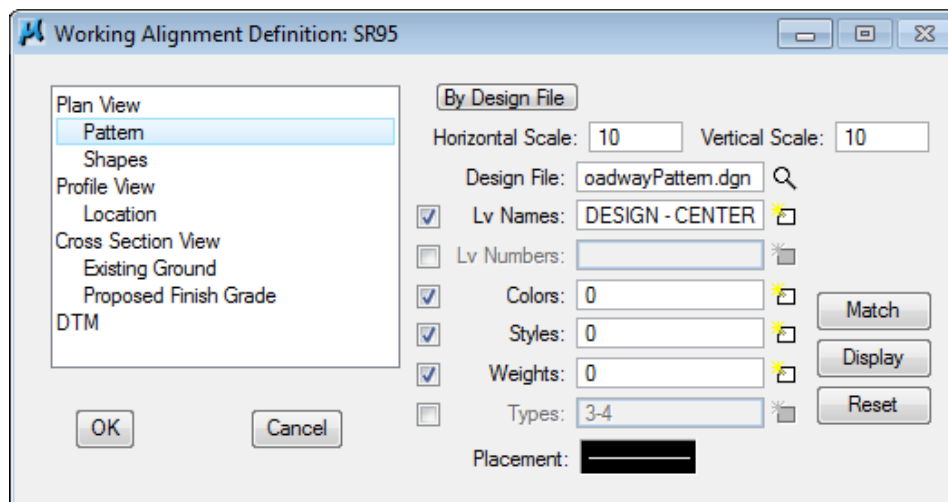 Working Alignment Definition: SR95
Plan View
Pattern
Shapes
Profile View
Location
Cross Section View
Existing Ground
Proposed Finish Grade
DTM
OK
Cancel
By Design File
Horizontal Scale: 10 Vertical Scale: 10
Design File: oadwayPattern.dgn
Lv Names: DESIGN - CENTER
Lv Numbers:
Colors: 0
Styles: 0
Weights: 0
Types: 3-4
Placement:
Match
Display
Reset